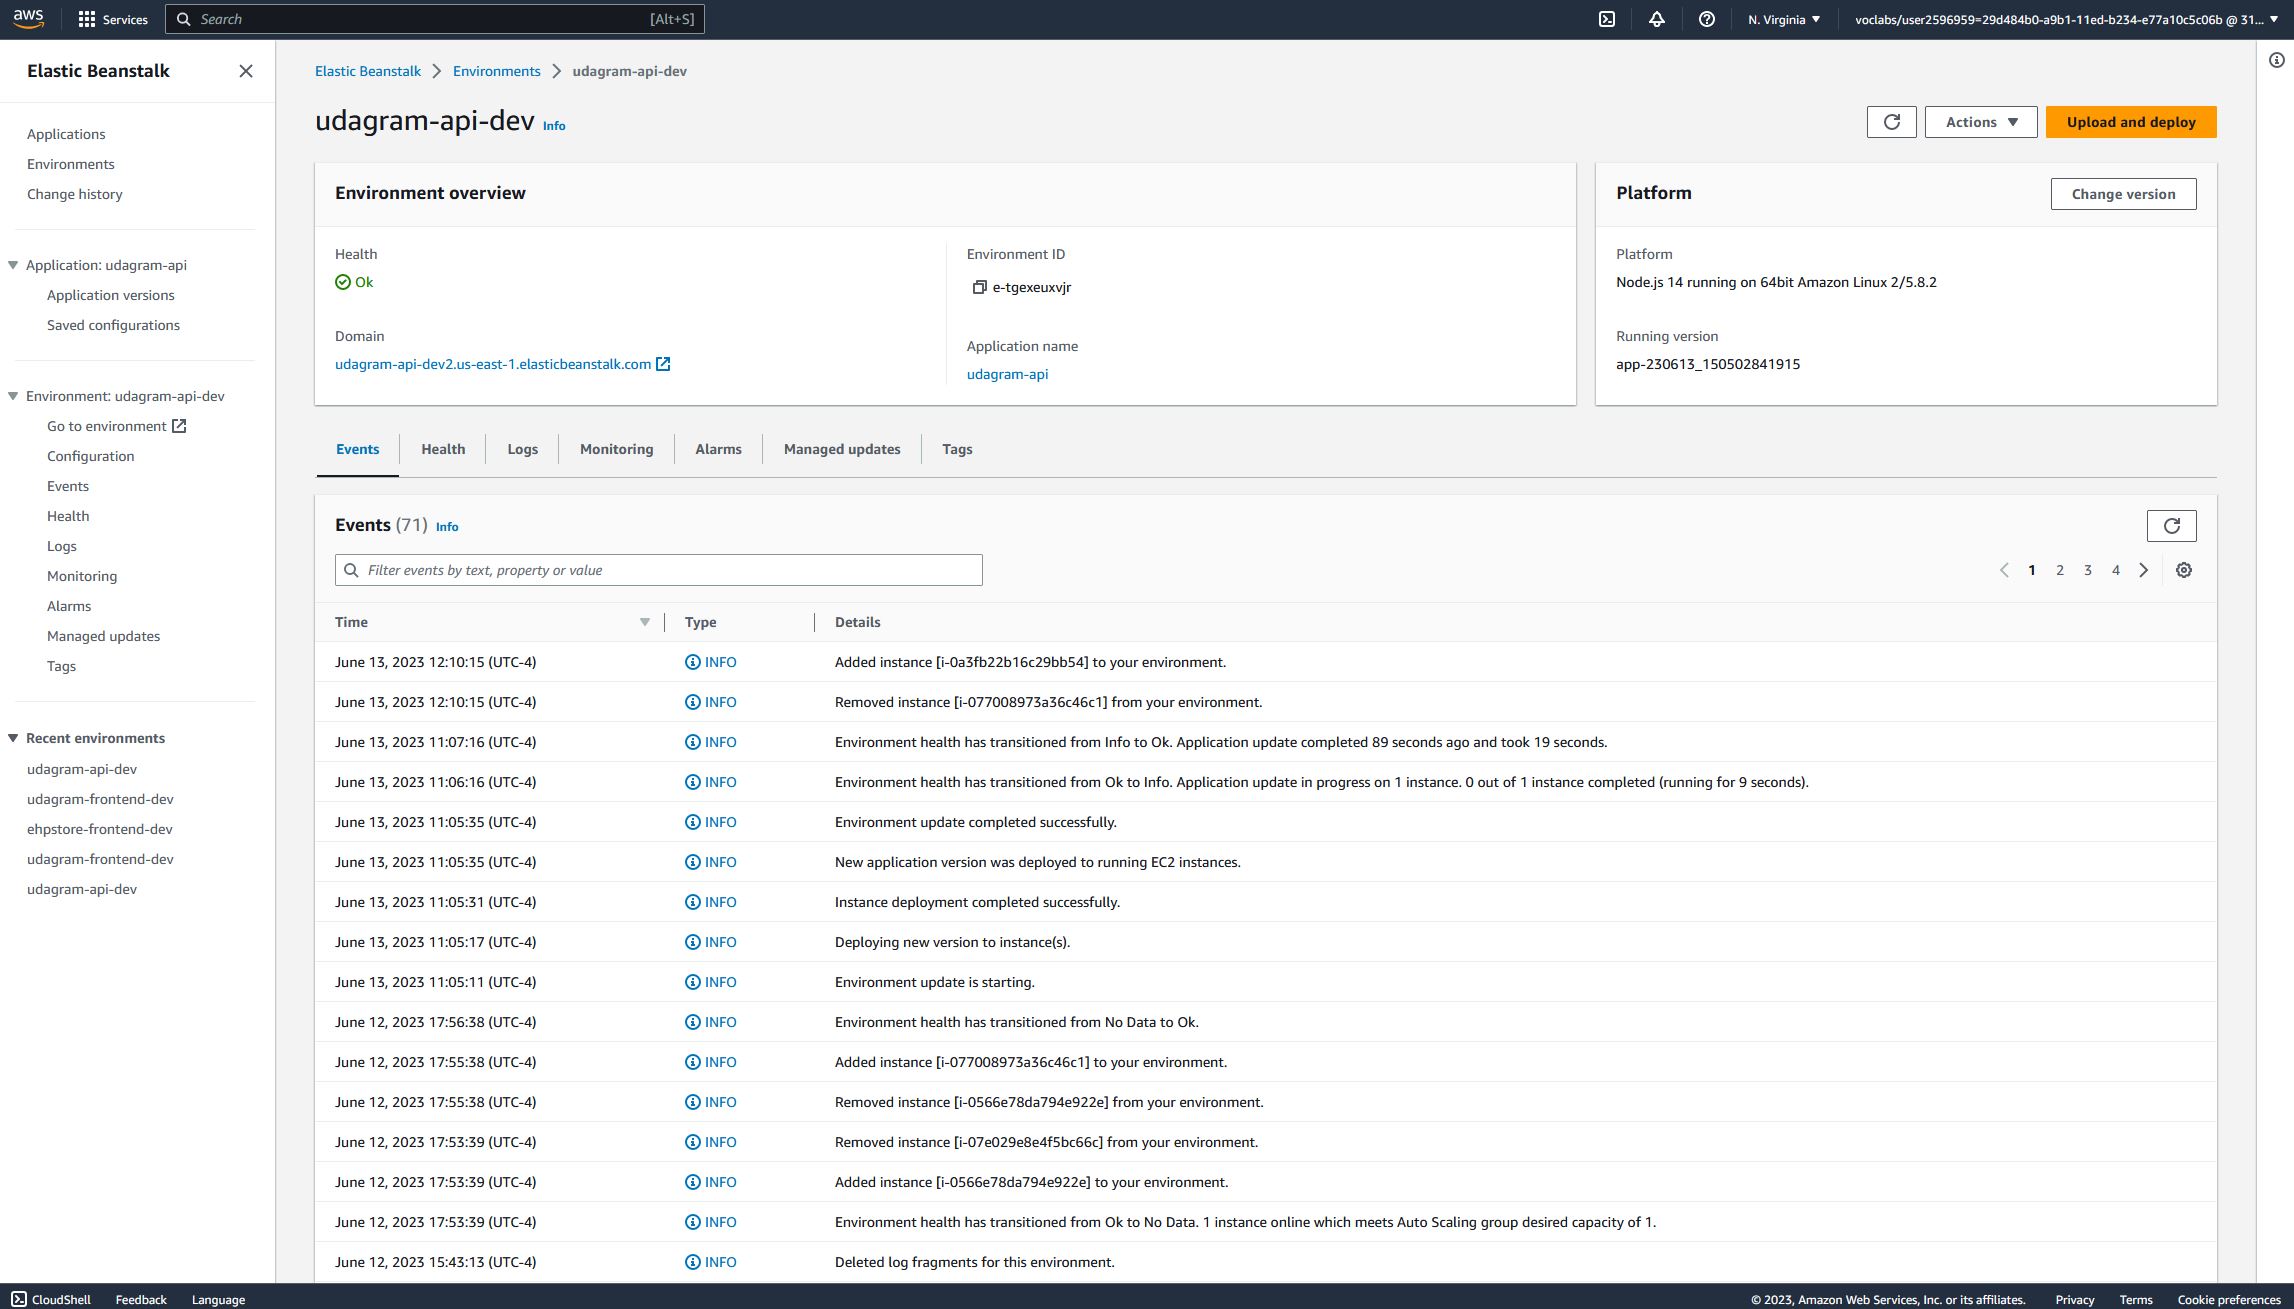 aws
Services
Search [Alt+S]
N. Virginia
voclabs/user2596959=29d484b0-a9b1-11ed-b234-e77a10c5c06b @ 31...
Elastic Beanstalk
Applications
Environments
Change history
Application: udagram-api
Application versions
Saved configurations
Environment: udagram-api-dev
Go to environment
Configuration
Events
Health
Logs
Monitoring
Alarms
Managed updates
Tags
Recent environments
udagram-api-dev
udagram-frontend-dev
ehpstore-frontend-dev
udagram-frontend-dev
udagram-api-dev
Elastic Beanstalk > Environments > udagram-api-dev
udagram-api-dev Info
Actions
Upload and deploy
Environment overview
Health
Ok
Domain
udagram-api-dev2.us-east-1.elasticbeanstalk.com
Environment ID
e-tgexeuxvjr
Application name
udagram-api
Platform
Change version
Platform
Node.js 14 running on 64bit Amazon Linux 2/5.8.2
Running version
app-230613_150502841915
Events Health Logs Monitoring Alarms Managed updates Tags
Events (71) Info
Filter events by text, property or value
1 2 3 4
Time Type Details
June 13, 2023 12:10:15 (UTC-4) INFO Added instance [i-0a3fb22b16c29bb54] to your environment.
June 13, 2023 12:10:15 (UTC-4) INFO Removed instance [i-077008973a36c46c1] from your environment.
June 13, 2023 11:07:16 (UTC-4) INFO Environment health has transitioned from Info to Ok. Application update completed 89 seconds ago and took 19 seconds.
June 13, 2023 11:06:16 (UTC-4) INFO Environment health has transitioned from Ok to Info. Application update in progress on 1 instance. 0 out of 1 instance completed (running for 9 seconds).
June 13, 2023 11:05:35 (UTC-4) INFO Environment update completed successfully.
June 13, 2023 11:05:35 (UTC-4) INFO New application version was deployed to running EC2 instances.
June 13, 2023 11:05:31 (UTC-4) INFO Instance deployment completed successfully.
June 13, 2023 11:05:17 (UTC-4) INFO Deploying new version to instance(s).
June 13, 2023 11:05:11 (UTC-4) INFO Environment update is starting.
June 12, 2023 17:56:38 (UTC-4) INFO Environment health has transitioned from No Data to Ok.
June 12, 2023 17:55:38 (UTC-4) INFO Added instance [i-077008973a36c46c1] to your environment.
June 12, 2023 17:55:38 (UTC-4) INFO Removed instance [i-0566e78da794e922e] from your environment.
June 12, 2023 17:53:39 (UTC-4) INFO Removed instance [i-07e029e8e4f5bc66c] from your environment.
June 12, 2023 17:53:39 (UTC-4) INFO Added instance [i-0566e78da794e922e] to your environment.
June 12, 2023 17:53:39 (UTC-4) INFO Environment health has transitioned from Ok to No Data. 1 instance online which meets Auto Scaling group desired capacity of 1.
June 12, 2023 15:43:13 (UTC-4) INFO Deleted log fragments for this environment.
CloudShell Feedback Language
© 2023, Amazon Web Services, Inc. or its affiliates. Privacy Terms Cookie preferences